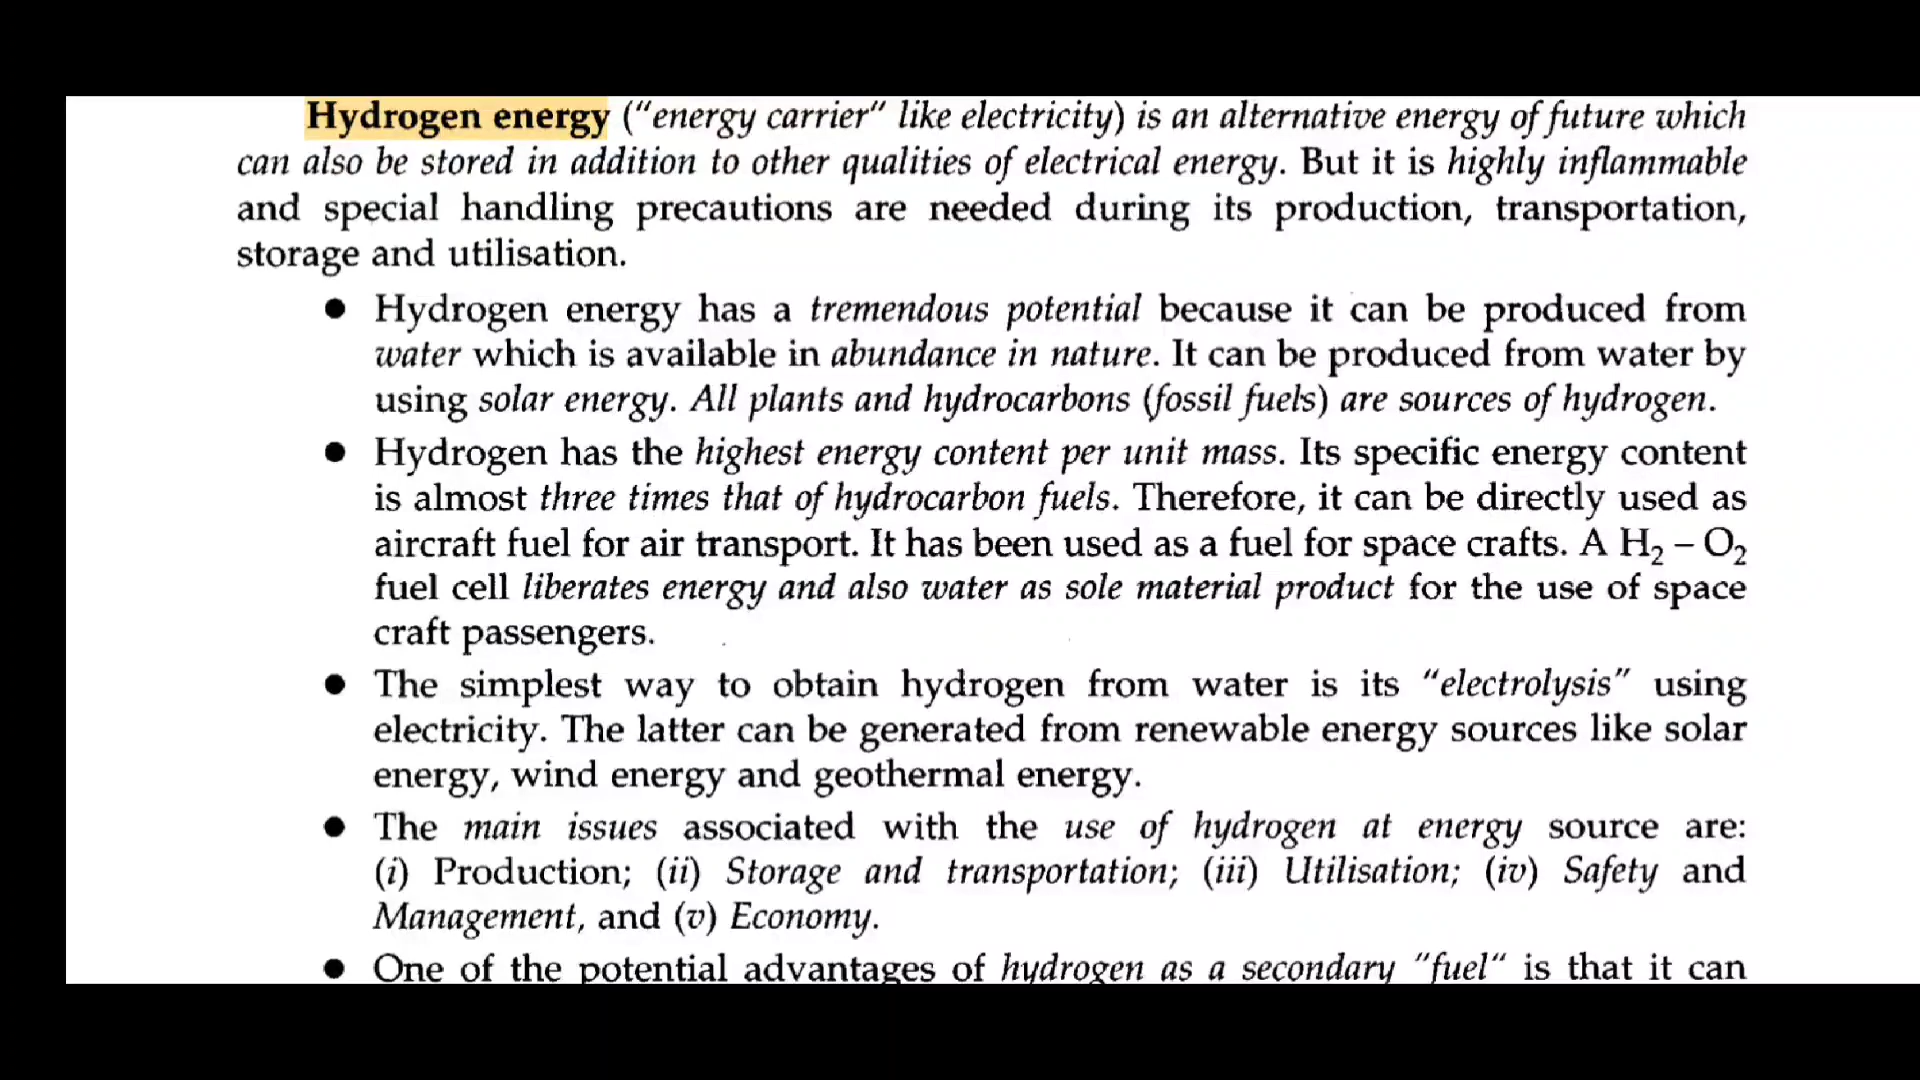 Hydrogen energy ("energy carrier" like electricity) is an alternative energy of future which
can also be stored in addition to other qualities of electrical energy. But it is highly inflammable
and special handling precautions are needed during its production, transportation,
storage and utilisation.
● Hydrogen energy has a tremendous potential because it can be produced from
water which is available in abundance in nature. It can be produced from water by
using solar energy. All plants and hydrocarbons (fossil fuels) are sources of hydrogen.
● Hydrogen has the highest energy content per unit mass. Its specific energy content
is almost three times that of hydrocarbon fuels. Therefore, it can be directly used as
aircraft fuel for air transport. It has been used as a fuel for space crafts. A H₂ – O₂
fuel cell liberates energy and also water as sole material product for the use of space
craft passengers.
● The simplest way to obtain hydrogen from water is its "electrolysis" using
electricity. The latter can be generated from renewable energy sources like solar
energy, wind energy and geothermal energy.
● The main issues associated with the use of hydrogen at energy source are:
(i) Production; (ii) Storage and transportation; (iii) Utilisation; (iv) Safety and
Management, and (v) Economy.
● One of the potential advantages of hydrogen as a secondary "fuel" is that it can